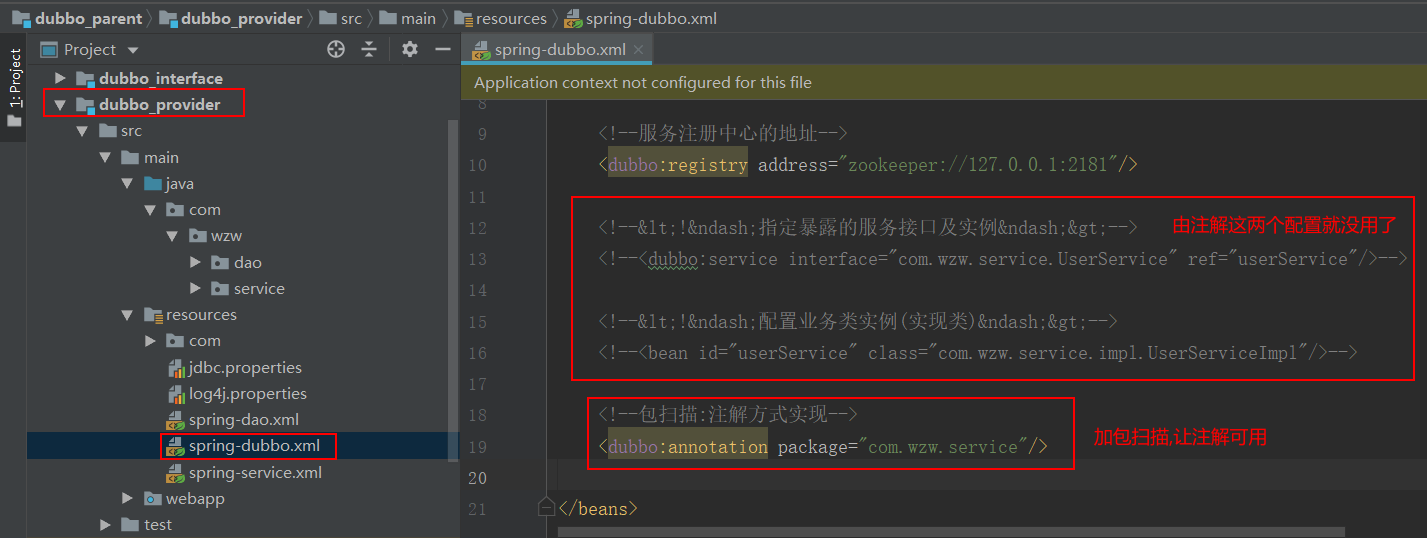 dubbo_parent dubbo_provider src main resources spring-dubbo.xml
1: Project
Project
dubbo_interface
dubbo_provider
src
main
java
com
wzw
dao
service
resources
com
jdbc.properties
log4j.properties
spring-dao.xml
spring-dubbo.xml
spring-service.xml
webapp
test
spring-dubbo.xml
Application context not configured for this file
8
9 <!--服务注册中心的地址-->
10 <dubbo:registry address="zookeeper://127.0.0.1:2181"/>
11
12 <!--&lt;!&ndash;指定暴露的服务接口及实例&ndash;&gt;--> 由注解这两个配置就没用了
13 <!--<dubbo:service interface="com.wzw.service.UserService" ref="userService"/>-->
14
15 <!--&lt;!&ndash;配置业务类实例(实现类)&ndash;&gt;-->
16 <!--<bean id="userService" class="com.wzw.service.impl.UserServiceImpl"/>-->
17
18 <!--包扫描:注解方式实现-->
19 <dubbo:annotation package="com.wzw.service"/> 加包扫描,让注解可用
20
21 </beans>